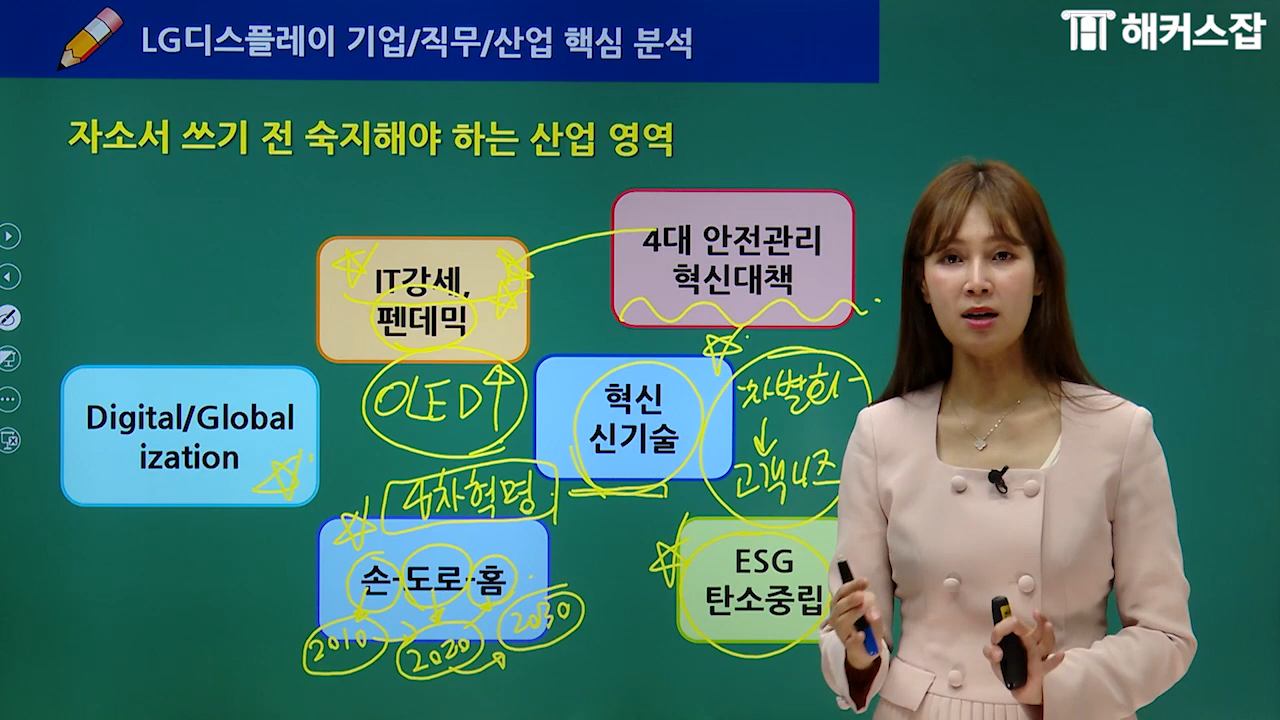 LG디스플레이 기업/직무/산업 핵심 분석
해커스잡
자소서 쓰기 전 숙지해야 하는 산업 영역
4대 안전관리
혁신대책
IT강세,
펜데믹
OLED↑
혁신
신기술
차별화
↓
고객니즈
Digital/Global
ization
4차혁명
손-도로-홈
2010
2020
2030
ESG
탄소중립